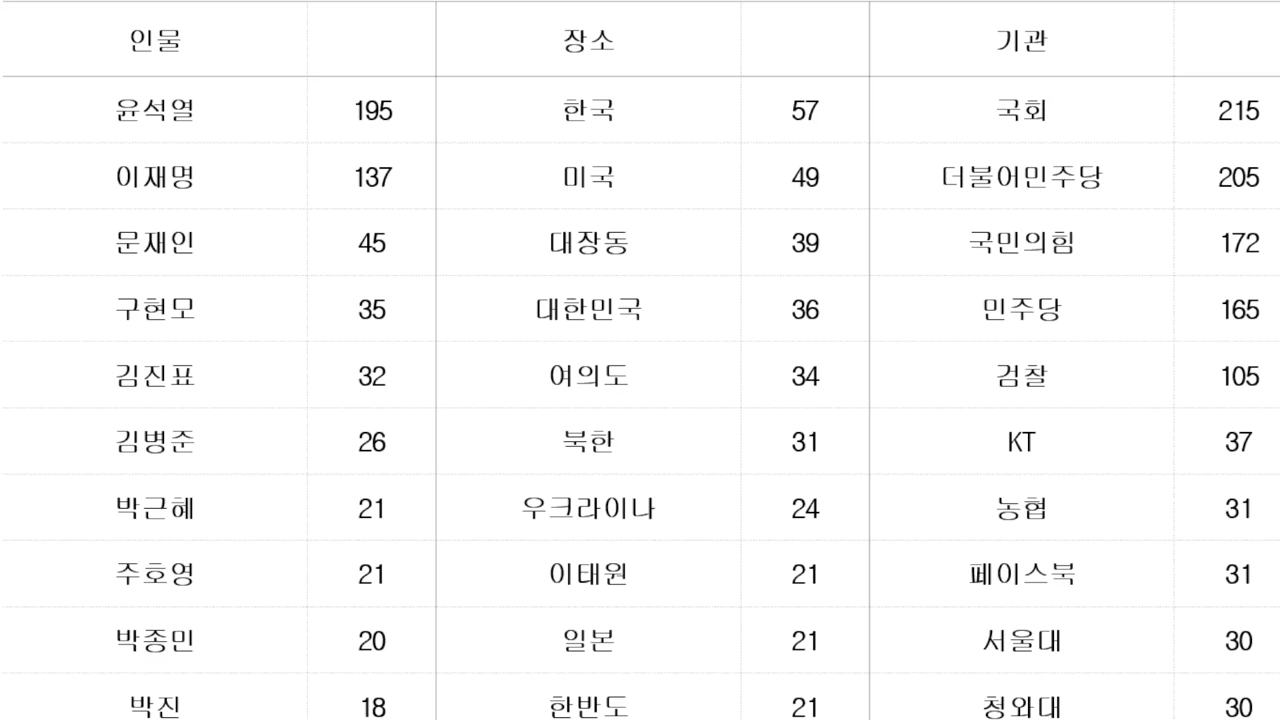 인물 장소 기관
윤석열 195 한국 57 국회 215
이재명 137 미국 49 더불어민주당 205
문재인 45 대장동 39 국민의힘 172
구현모 35 대한민국 36 민주당 165
김진표 32 여의도 34 검찰 105
김병준 26 북한 31 KT 37
박근혜 21 우크라이나 24 농협 31
주호영 21 이태원 21 페이스북 31
박종민 20 일본 21 서울대 30
박진 18 한반도 21 청와대 30